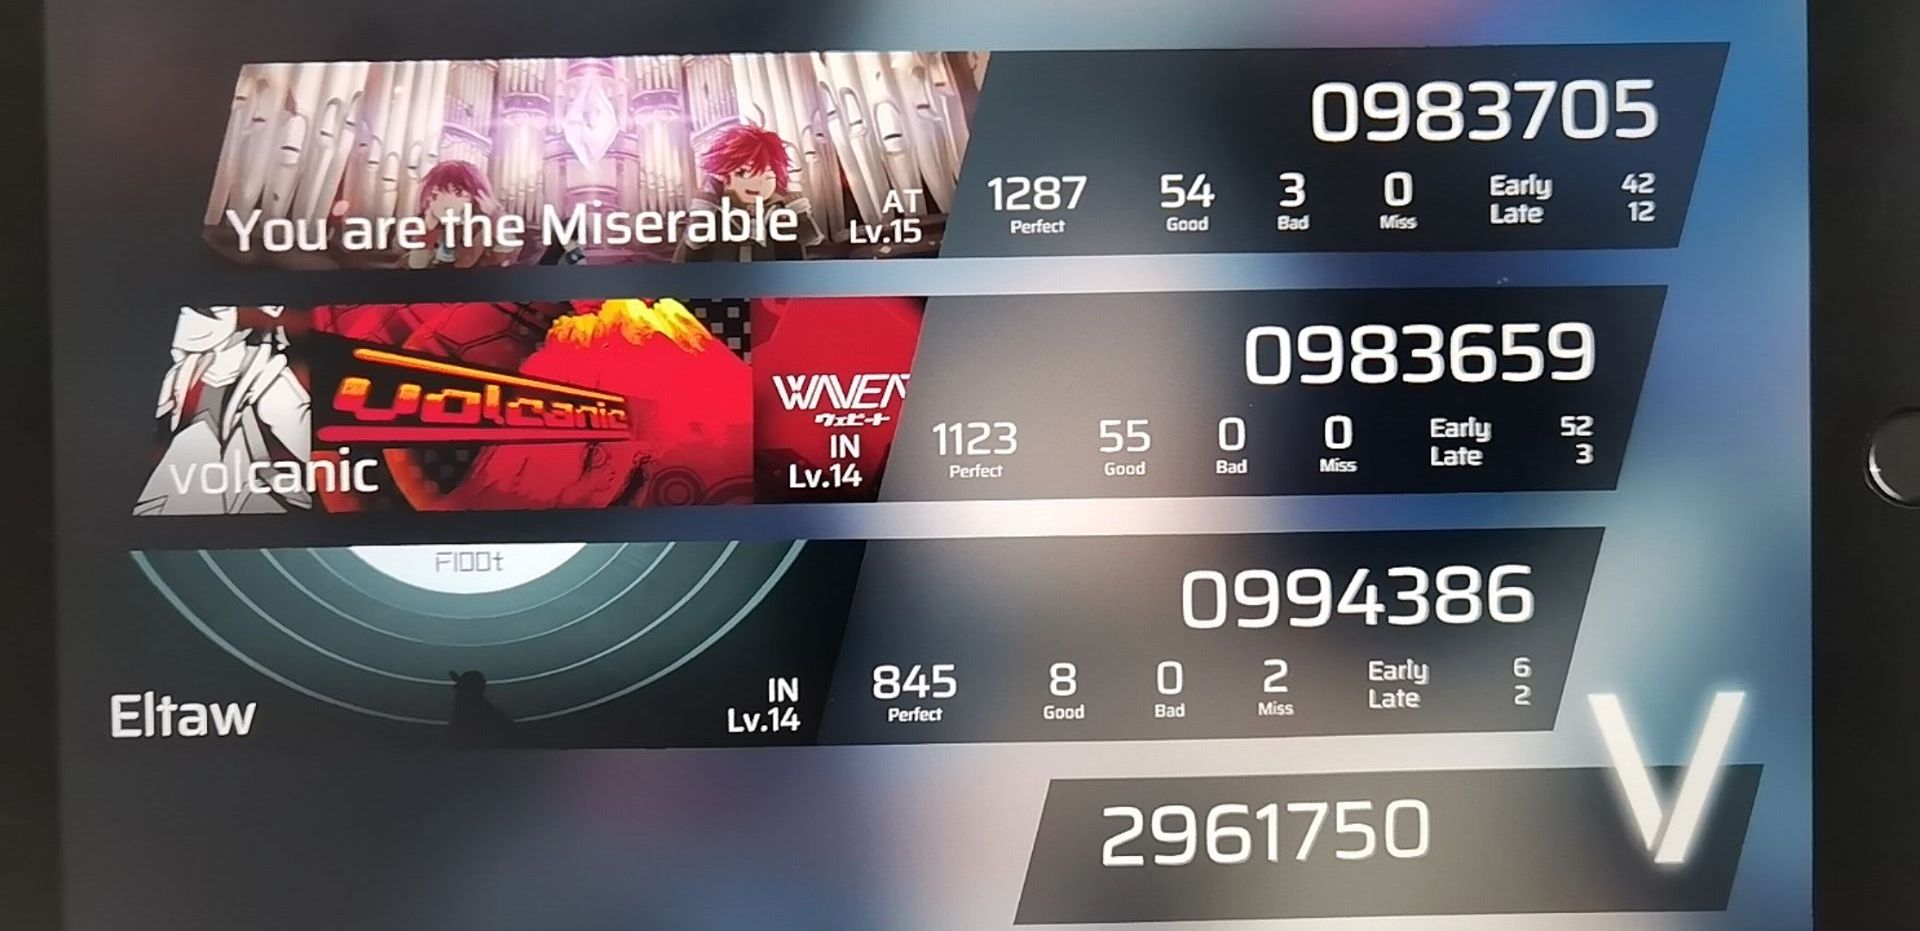 0983705
You are the Miserable
AT
Lv.15
1287 54 3 0 Early 42
Perfect Good Bad Miss Late 12
0983659
volcanic
WAVEA
ウェビート
IN
Lv.14
volcanic
1123 55 0 0 Early 52
Perfect Good Bad Miss Late 3
F100t
0994386
Eltaw
IN
Lv.14
845 8 0 2 Early 6
Perfect Good Bad Miss Late 2
2961750
V